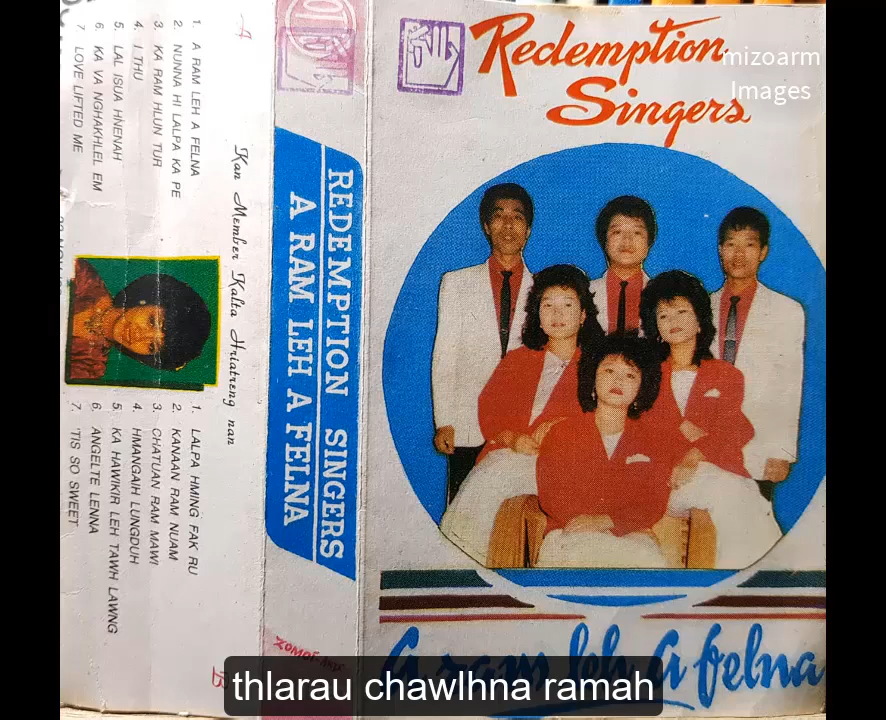 A
1. A RAM LEH A FELNA
2. NUNNA HI LALPA KA PE
3. KA RAM HLUN TUR
4. I THU
5. LAL ISUA HNENAH
6. KA VA NGHAKHLEL EM
7 LOVE LIFTED ME
Kan Member Kalta Hriatreng nan
1. LALPA HMING FAK RU
2. KANAAN RAM NUAM
3. CHATUAN RAM MAWI
4. HMANGAIH LUNGDUH
5. KA HAWIKIR LEH TAWH LAWNG
6. ANGELTE LENNA
7. 'TIS SO SWEET
B
REDEMPTION SINGERS
A RAM LEH A FELNA
Redemption
Singers
mizoarm
Images
A ram leh A felna
thlarau chawlhna ramah